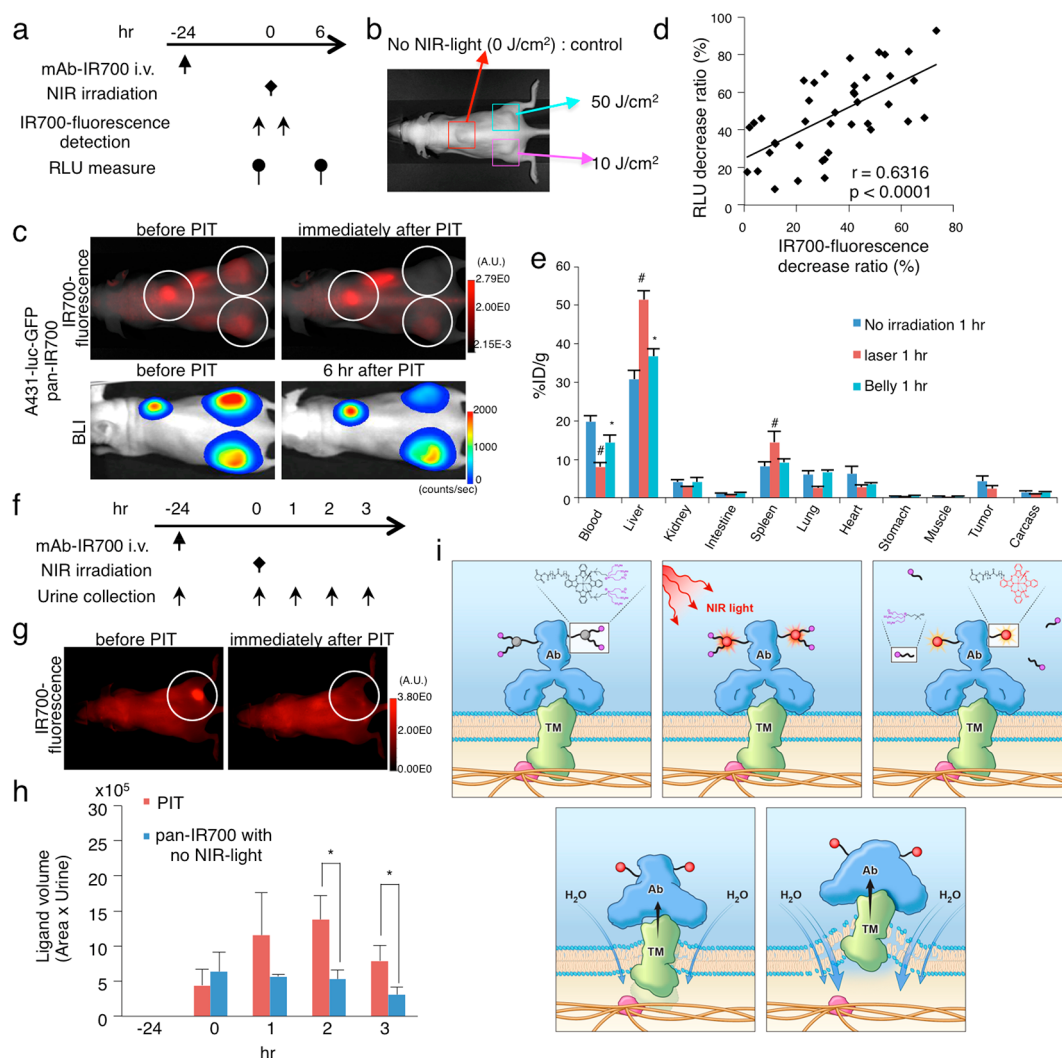 a
hr -24 0 6
mAb-IR700 i.v.
NIR irradiation
IR700-fluorescence
detection
RLU measure
b
No NIR-light (0 J/cm²) : control
50 J/cm²
10 J/cm²
c
before PIT immediately after PIT
A431-luc-GFP
pan-IR700
IR700-
fluorescence
(A.U.)
2.79E0
2.00E0
2.15E-3
before PIT 6 hr after PIT
BLI
2000
1000
0
(counts/sec)
d
RLU decrease ratio (%)
100
80
60
40
20
0
r = 0.6316
p < 0.0001
0 20 40 60 80
IR700-fluorescence
decrease ratio (%)
e
%ID/g
60
50
40
30
20
10
0
# * # * #
No irradiation 1 hr
laser 1 hr
Belly 1 hr
Blood
Liver
Kidney
Intestine
Spleen
Lung
Heart
Stomach
Muscle
Tumor
Carcass
f
hr -24 0 1 2 3
mAb-IR700 i.v.
NIR irradiation
Urine collection
g
before PIT immediately after PIT
IR700-
fluorescence
(A.U.)
3.80E0
2.00E0
0.00E0
h
x10⁵
30
25
20
15
10
5
0
Ligand volume
(Area x Urine)
PIT
pan-IR700 with
no NIR-light
* *
-24 0 1 2 3
hr
i
Ab
TM
NIR light
Ab
TM
Ab
TM
H₂O Ab H₂O
TM
H₂O Ab H₂O
TM